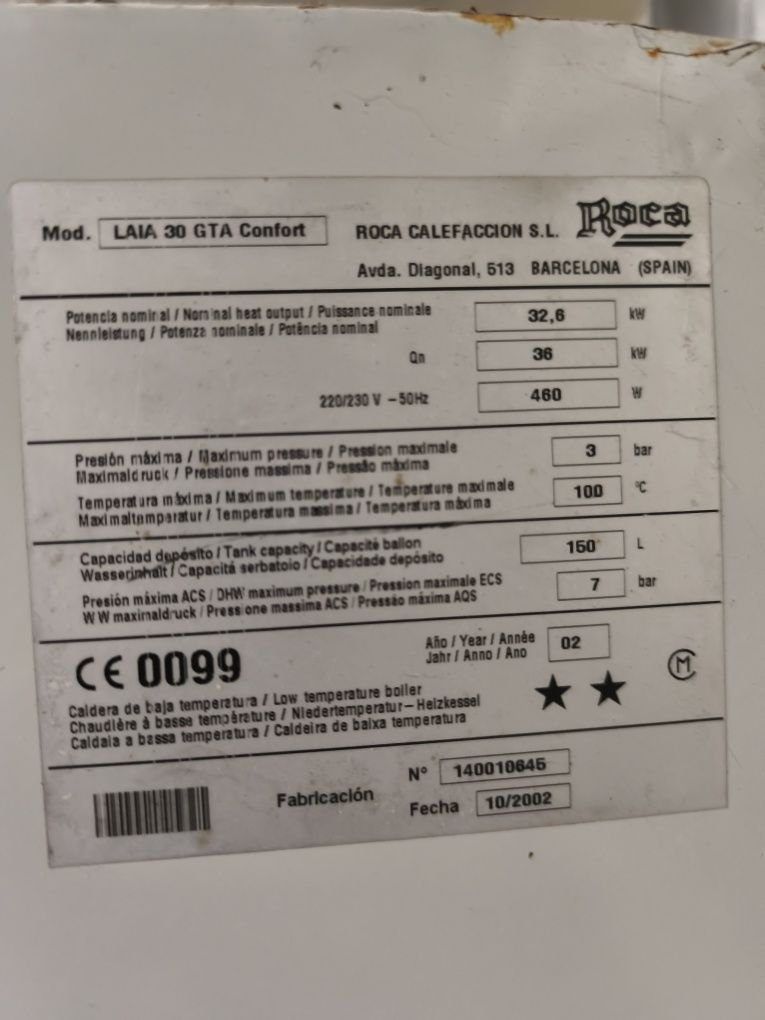 Mod. LAIA 30 GTA Confort ROCA CALEFACCION S.L. Roca
Avda. Diagonal, 513 BARCELONA (SPAIN)
Potencia nominal / Nominal heat output / Puissance nominale 32,6 kW
Nennleistung / Potenza nominale / Potência nominal
Qn 36 kW
220/230 V – 50Hz 460 W
Presión máxima / Maximum pressure / Pression maximale 3 bar
Maximaldruck / Pressione massima / Pressão máxima
Temperatura máxima / Maximum temperature / Temperature maximale 100 °C
Maximaltemparatur / Temperatura massima / Temperatura máxima
Capacidad depósito / Tank capacity / Capacité ballon 150 L
Wasserinhalt / Capacitá serbatoio / Capacidade depósito
Presión máxima ACS / DHW maximum pressure / Pression maximale ECS 7 bar
WW maximaldruck / Pressione massima ACS / Pressão máxima AQS
CE 0099 Año / Year / Année 02
Jahr / Anno / Ano
CM
Caldera de baja temperatura / Low temperature boiler
Chaudière à basse température / Niedertemperatur – Heizkessel
Caldaia a bassa temperatura / Caldeira de baixa temperatura
Fabricación Nº 140010645
Fecha 10/2002